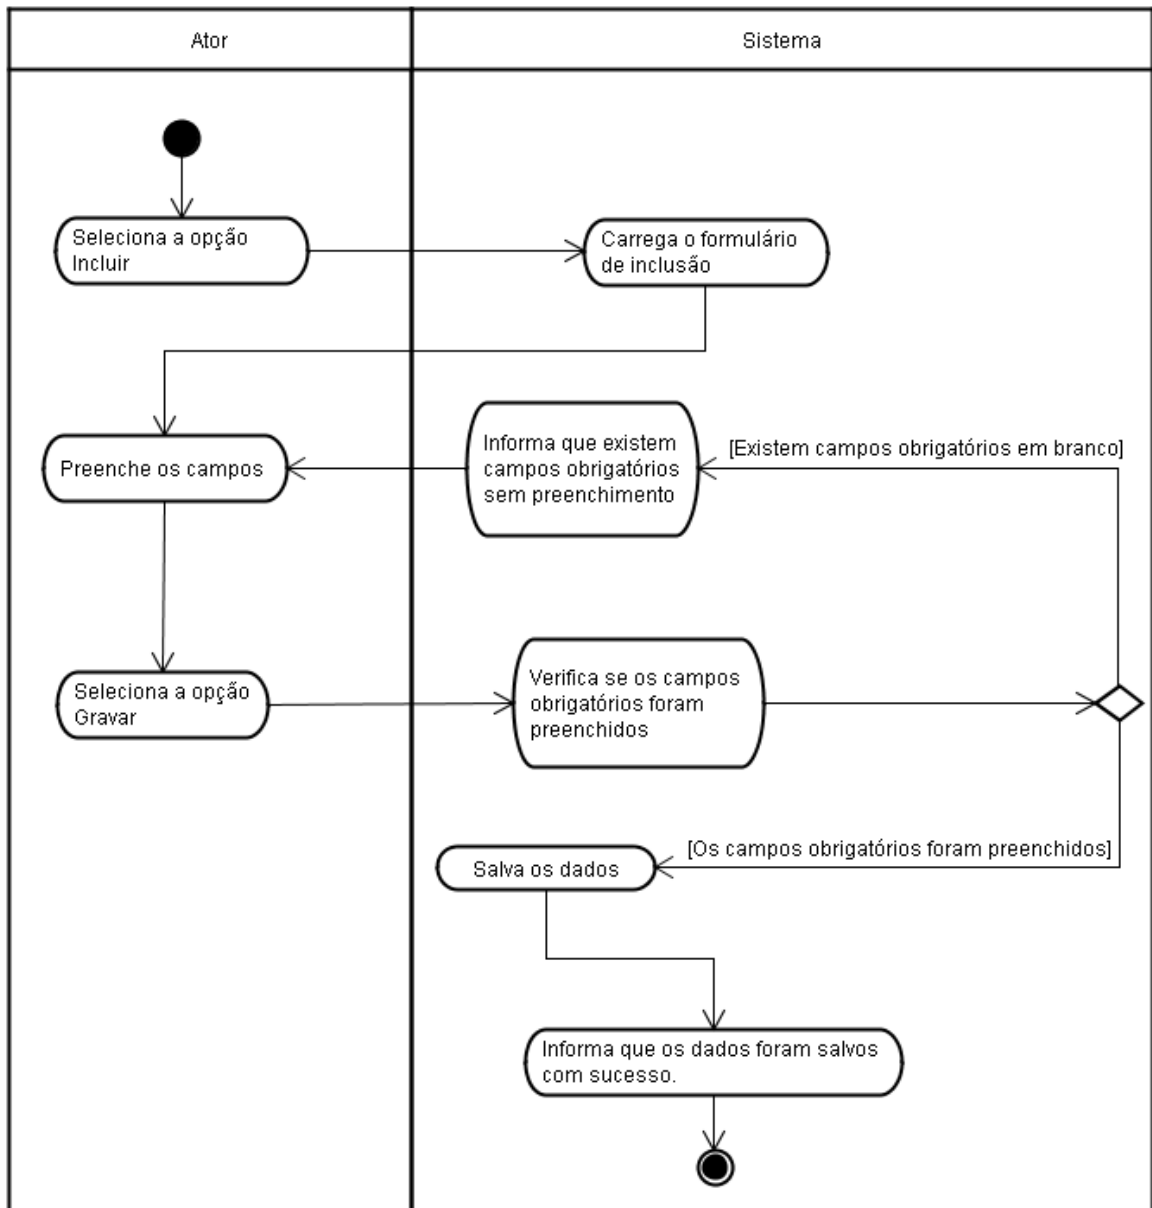 Ator
Sistema
Seleciona a opção
Incluir
Carrega o formulário
de inclusão
Preenche os campos
Informa que existem
campos obrigatórios
sem preenchimento
[Existem campos obrigatórios em branco]
Seleciona a opção
Gravar
Verifica se os campos
obrigatórios foram
preenchidos
[Os campos obrigatórios foram preenchidos]
Salva os dados
Informa que os dados foram salvos
com sucesso.